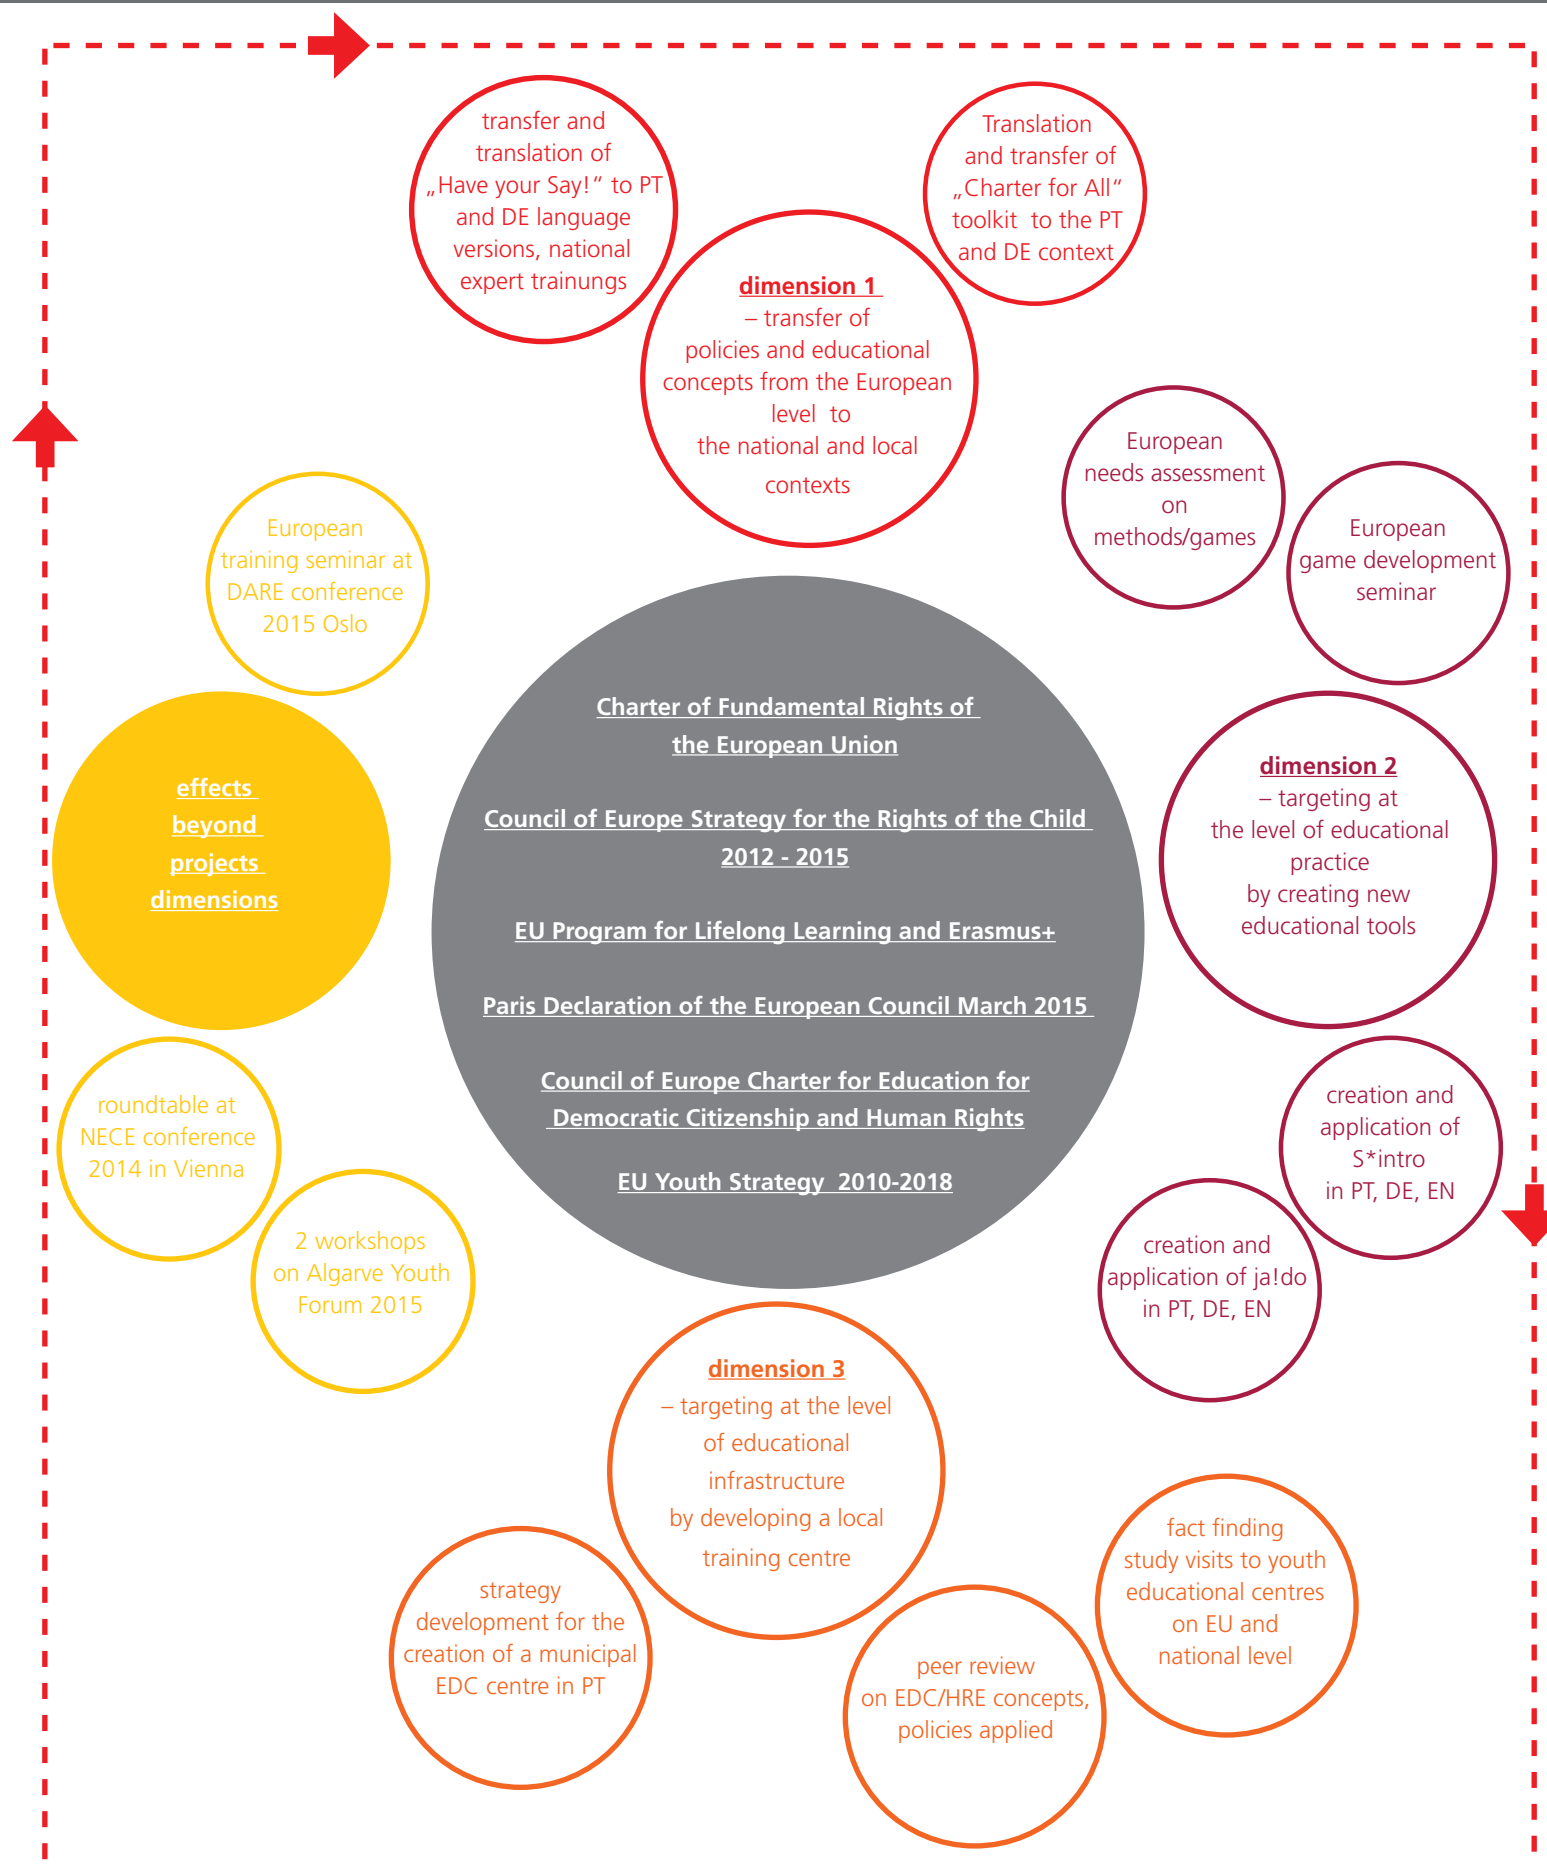 transfer and
translation of
„Have your Say!“ to PT
and DE language
versions, national
expert trainungs
Translation
and transfer of
„Charter for All“
toolkit to the PT
and DE context
dimension 1
– transfer of
policies and educational
concepts from the European
level to
the national and local
contexts
European
needs assessment
on
methods/games
European
game development
seminar
European
training seminar at
DARE conference
2015 Oslo
effects
beyond
projects
dimensions
Charter of Fundamental Rights of
the European Union
Council of Europe Strategy for the Rights of the Child
2012 - 2015
EU Program for Lifelong Learning and Erasmus+
Paris Declaration of the European Council March 2015
Council of Europe Charter for Education for
Democratic Citizenship and Human Rights
EU Youth Strategy 2010-2018
dimension 2
– targeting at
the level of educational
practice
by creating new
educational tools
roundtable at
NECE conference
2014 in Vienna
2 workshops
on Algarve Youth
Forum 2015
creation and
application of
S*intro
in PT, DE, EN
creation and
application of ja!do
in PT, DE, EN
dimension 3
– targeting at the level
of educational
infrastructure
by developing a local
training centre
strategy
development for the
creation of a municipal
EDC centre in PT
peer review
on EDC/HRE concepts,
policies applied
fact finding
study visits to youth
educational centres
on EU and
national level